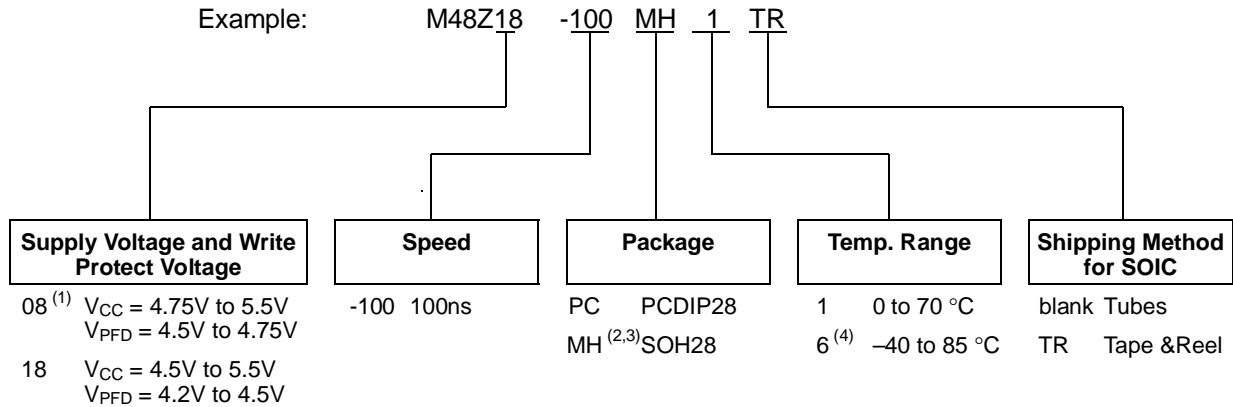 Example: M48Z18 -100 MH 1 TR
Supply Voltage and Write
Protect Voltage
08 (1) VCC = 4.75V to 5.5V
VPFD = 4.5V to 4.75V
18 VCC = 4.5V to 5.5V
VPFD = 4.2V to 4.5V
Speed
-100 100ns
Package
PC PCDIP28
MH (2,3) SOH28
Temp. Range
1 0 to 70 °C
6 (4) –40 to 85 °C
Shipping Method
for SOIC
blank Tubes
TR Tape &Reel